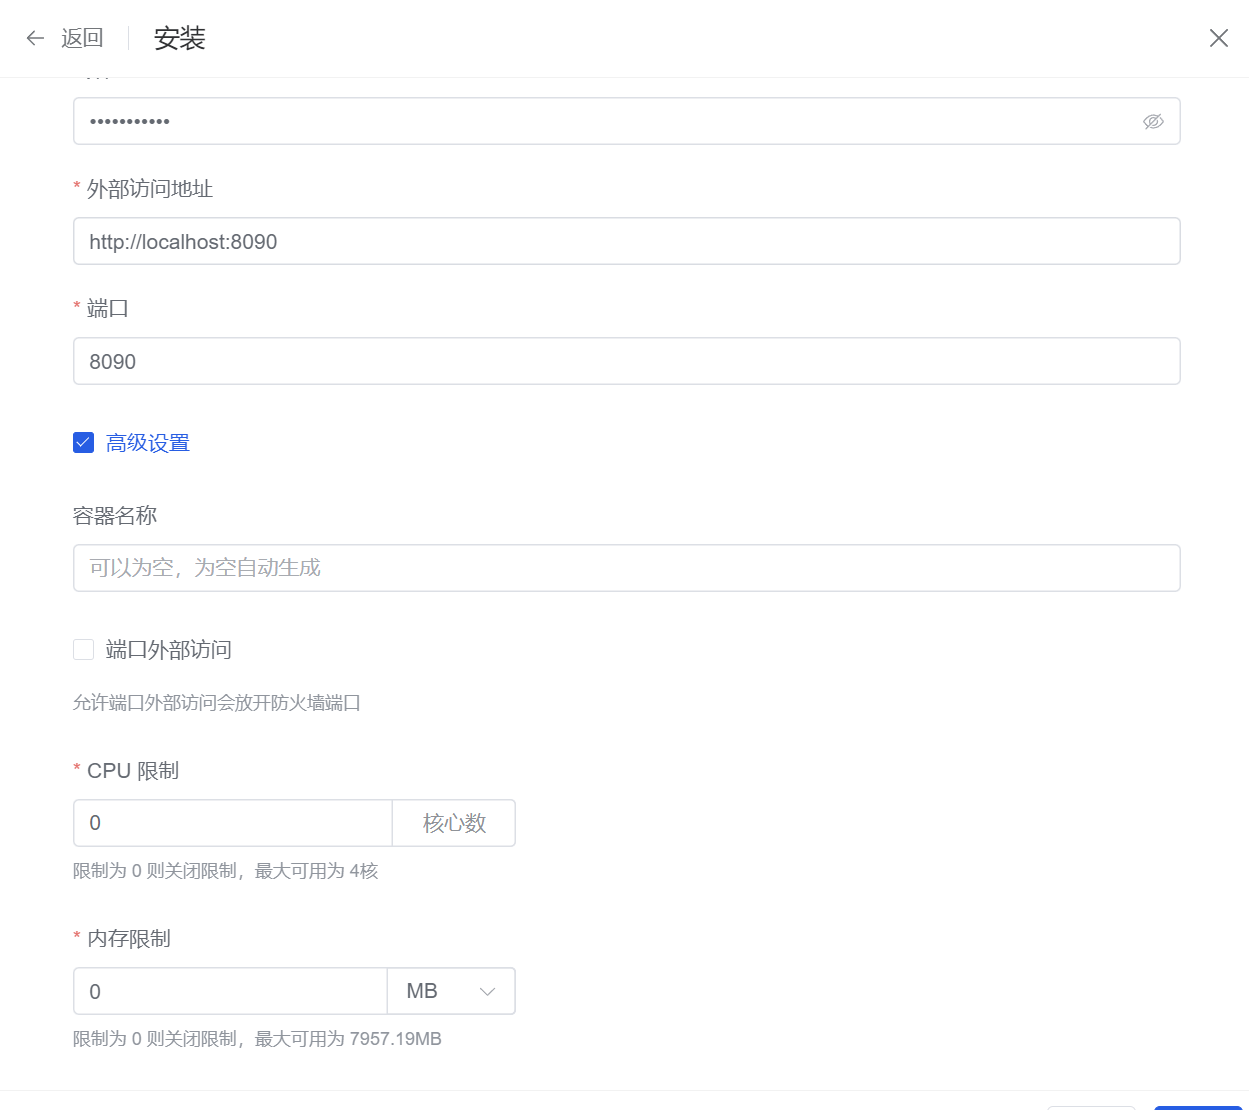 返回
安装
•••••••••••
* 外部访问地址
http://localhost:8090
* 端口
8090
高级设置
容器名称
可以为空，为空自动生成
端口外部访问
允许端口外部访问会放开防火墙端口
* CPU 限制
0
核心数
限制为 0 则关闭限制，最大可用为 4核
* 内存限制
0
MB
限制为 0 则关闭限制，最大可用为 7957.19MB